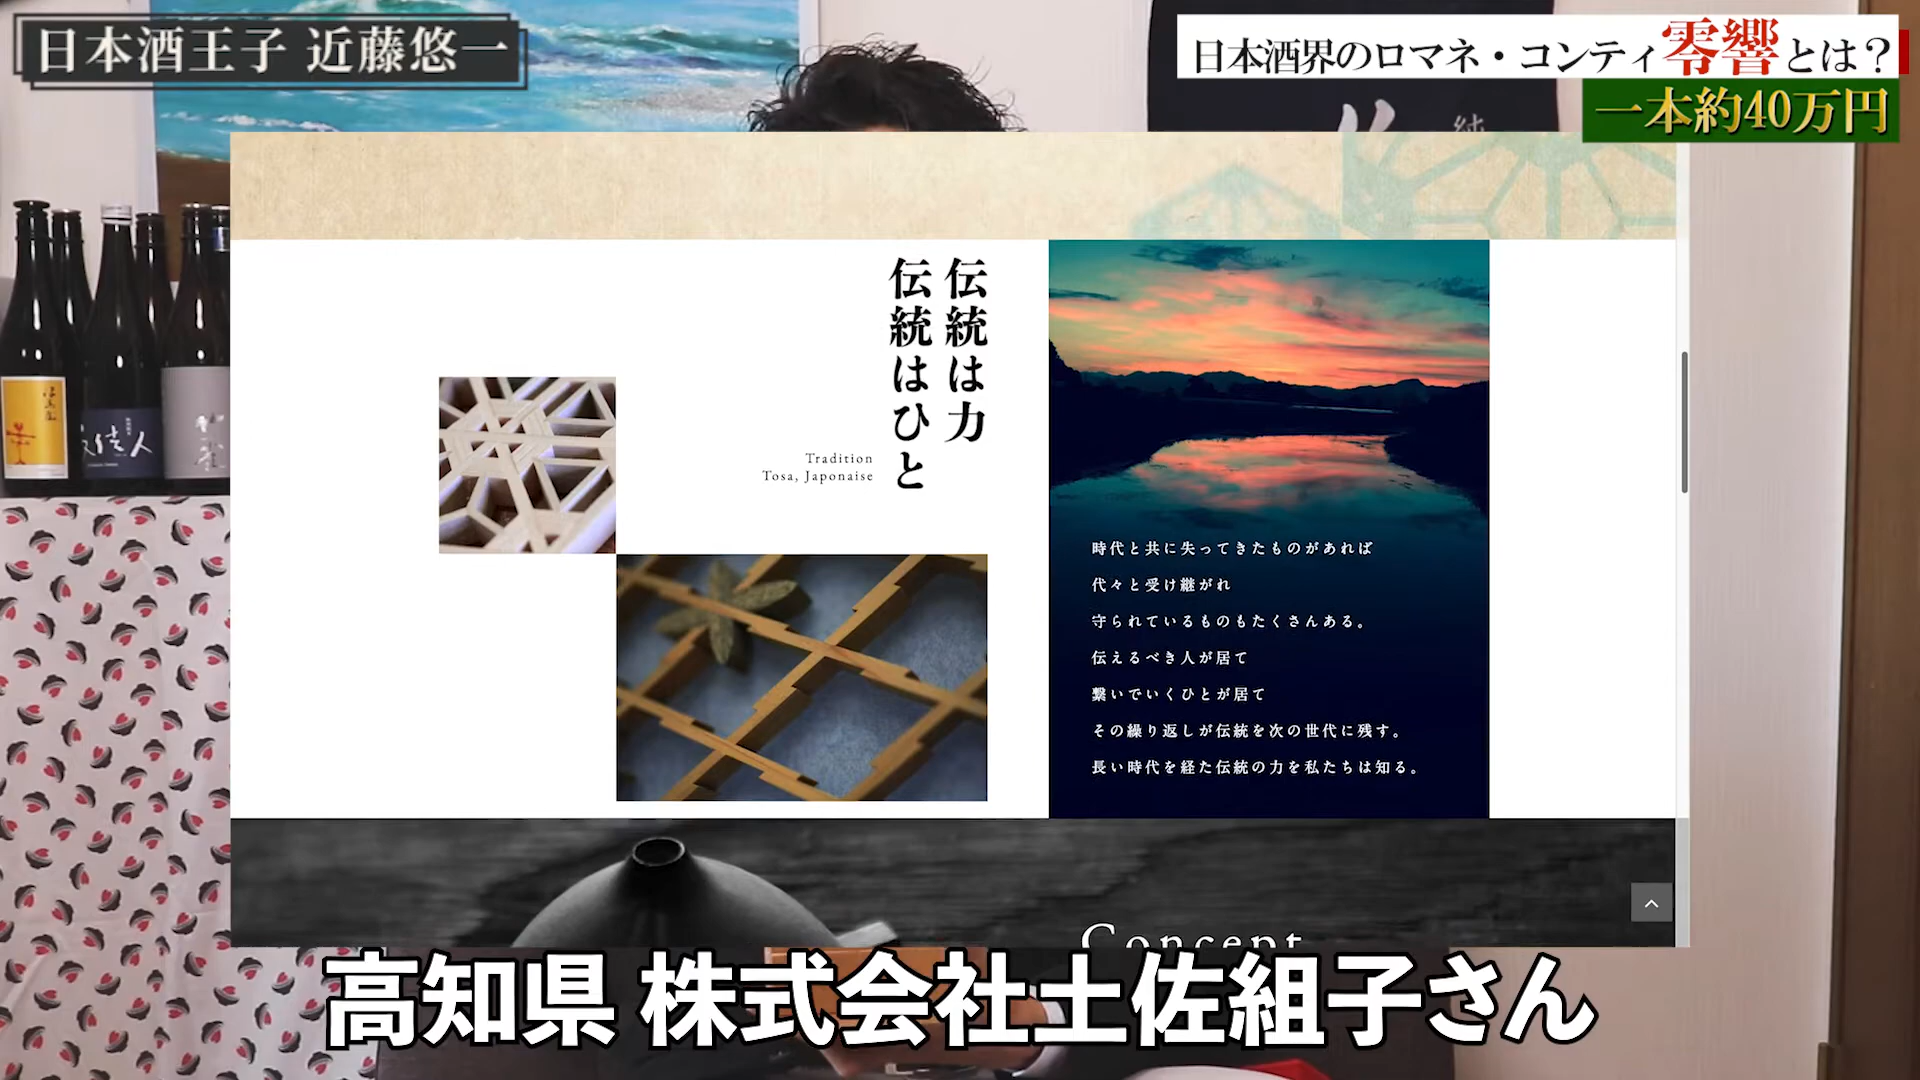 日本酒王子 近藤悠一
日本酒界のロマネ・コンティ零響とは？
一本約40万円
純
伝統は力
伝統はひと
Tradition
Tosa, Japonaise
時代と共に失ってきたものがあれば
代々と受け継がれ
守られているものもたくさんある。
伝えるべき人が居て
繋いでいくひとが居て
その繰り返しが伝統を次の世代に残す。
長い時代を経た伝統の力を私たちは知る。
Concept
高知県 株式会社土佐組子さん